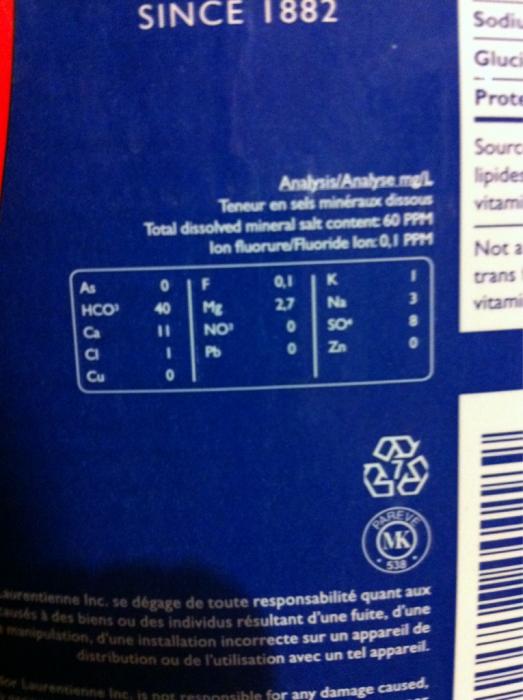 SINCE 1882
Analysis/Analyse mg/L
Teneur en sels minéraux dissous
Total dissolved mineral salt content: 60 PPM
Ion fluorure/Fluoride Ion: 0,1 PPM
As 0 F 0,1 K 1
HCO³ 40 Mg 2,7 Na 3
Ca 11 NO³ 0 SO⁴ 8
Cl 1 Pb 0 Zn 0
Cu 0
7
PAREVE
MK
538
Laurentienne Inc. se dégage de toute responsabilité quant aux
causés à des biens ou des individus résultant d'une fuite, d'une
manipulation, d'une installation incorrecte sur un appareil de
distribution ou de l'utilisation avec un tel appareil.
Laurentienne Inc. is not responsible for any damage caused,
Sodiu
Gluci
Prote
Sourc
lipides
vitami
Not a
trans
vitami